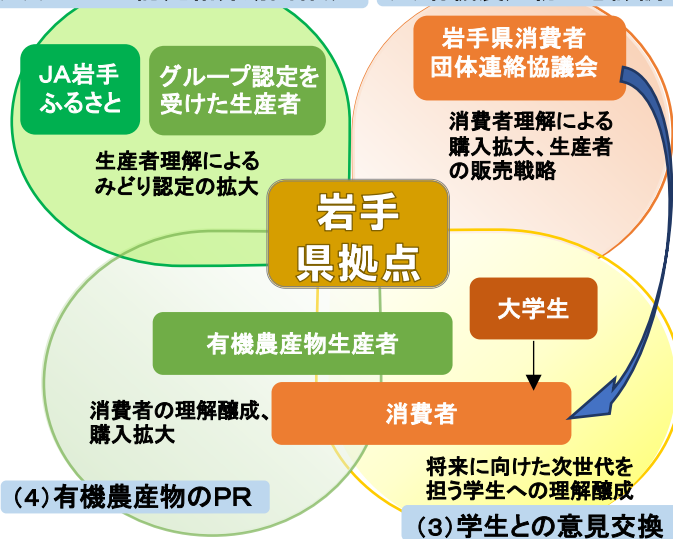 JA岩手
ふるさと
グループ認定を
受けた生産者
生産者理解による
みどり認定の拡大
岩手県消費者
団体連絡協議会
消費者理解による
購入拡大、生産者
の販売戦略
岩手
県拠点
大学生
有機農産物生産者
消費者
消費者の理解醸成、
購入拡大
将来に向けた次世代を
担う学生への理解醸成
(4)有機農産物のPR
(3)学生との意見交換